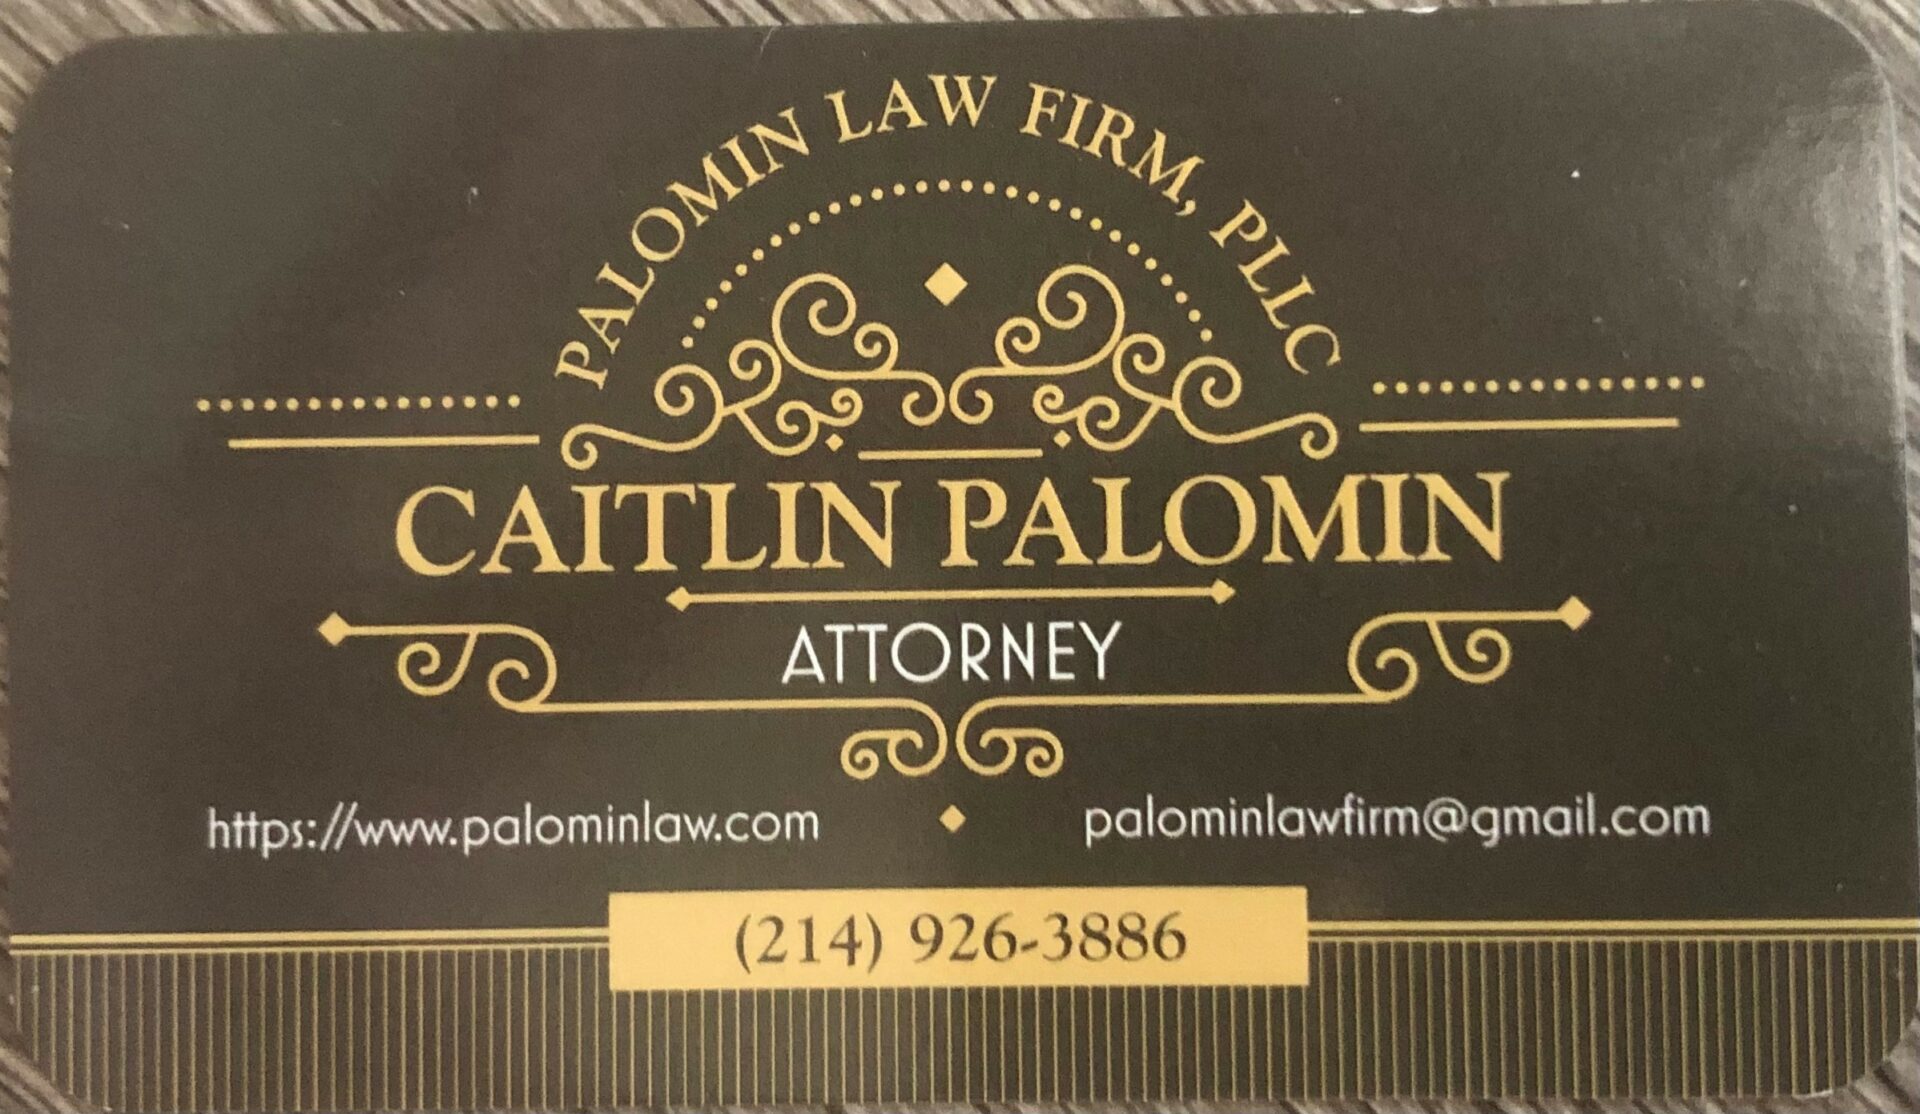 PALOMIN LAW FIRM, PLLC
CAITLIN PALOMIN
ATTORNEY
https://www.palominlaw.com
palominlawfirm@gmail.com
(214) 926-3886